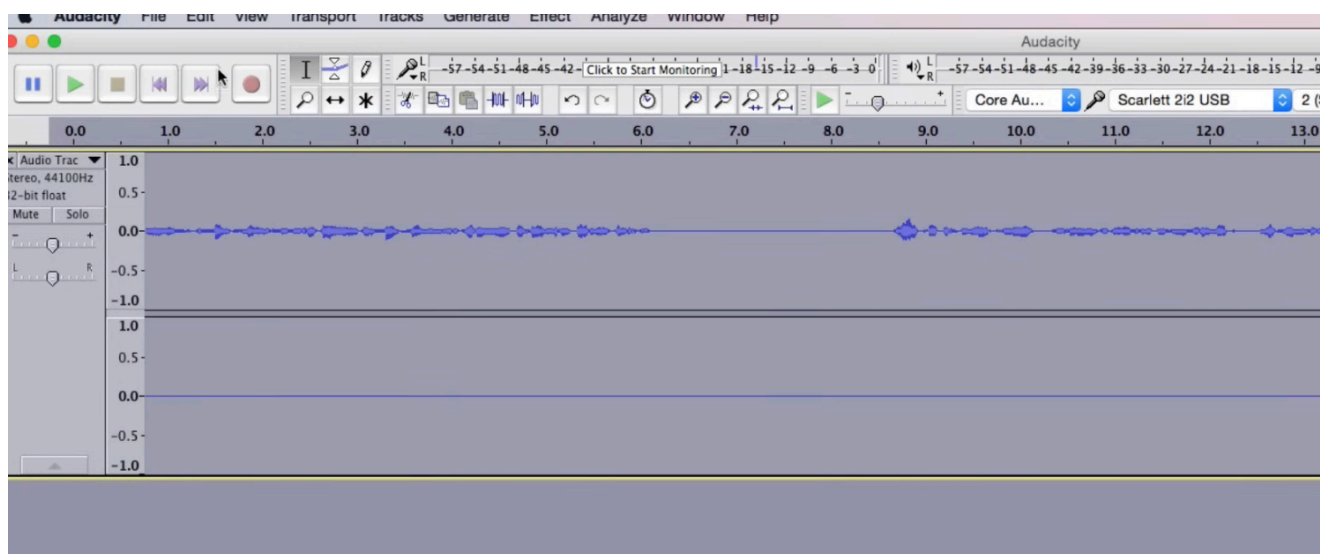 Audacity File Edit View Transport Tracks Generate Effect Analyze Window Help
Audacity
L R -57 -54 -51 -48 -45 -42 - Click to Start Monitoring 1 -18 -15 -12 -9 -6 -3 0 L R -57 -54 -51 -48 -45 -42 -39 -36 -33 -30 -27 -24 -21 -18 -15 -12 -9
- + Core Au... Scarlett 2i2 USB 2 (
0.0 1.0 2.0 3.0 4.0 5.0 6.0 7.0 8.0 9.0 10.0 11.0 12.0 13.0
x Audio Trac 1.0
tereo, 44100Hz
2-bit float 0.5-
Mute Solo
- + 0.0-
L R -0.5-
-1.0
1.0
0.5-
0.0-
-0.5-
-1.0